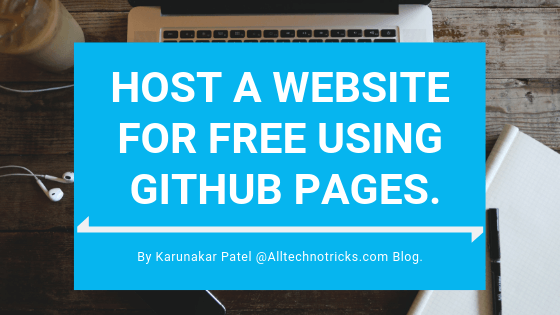 HOST A WEBSITE
FOR FREE USING
GITHUB PAGES.
By Karunakar Patel @Alltechnotricks.com Blog.